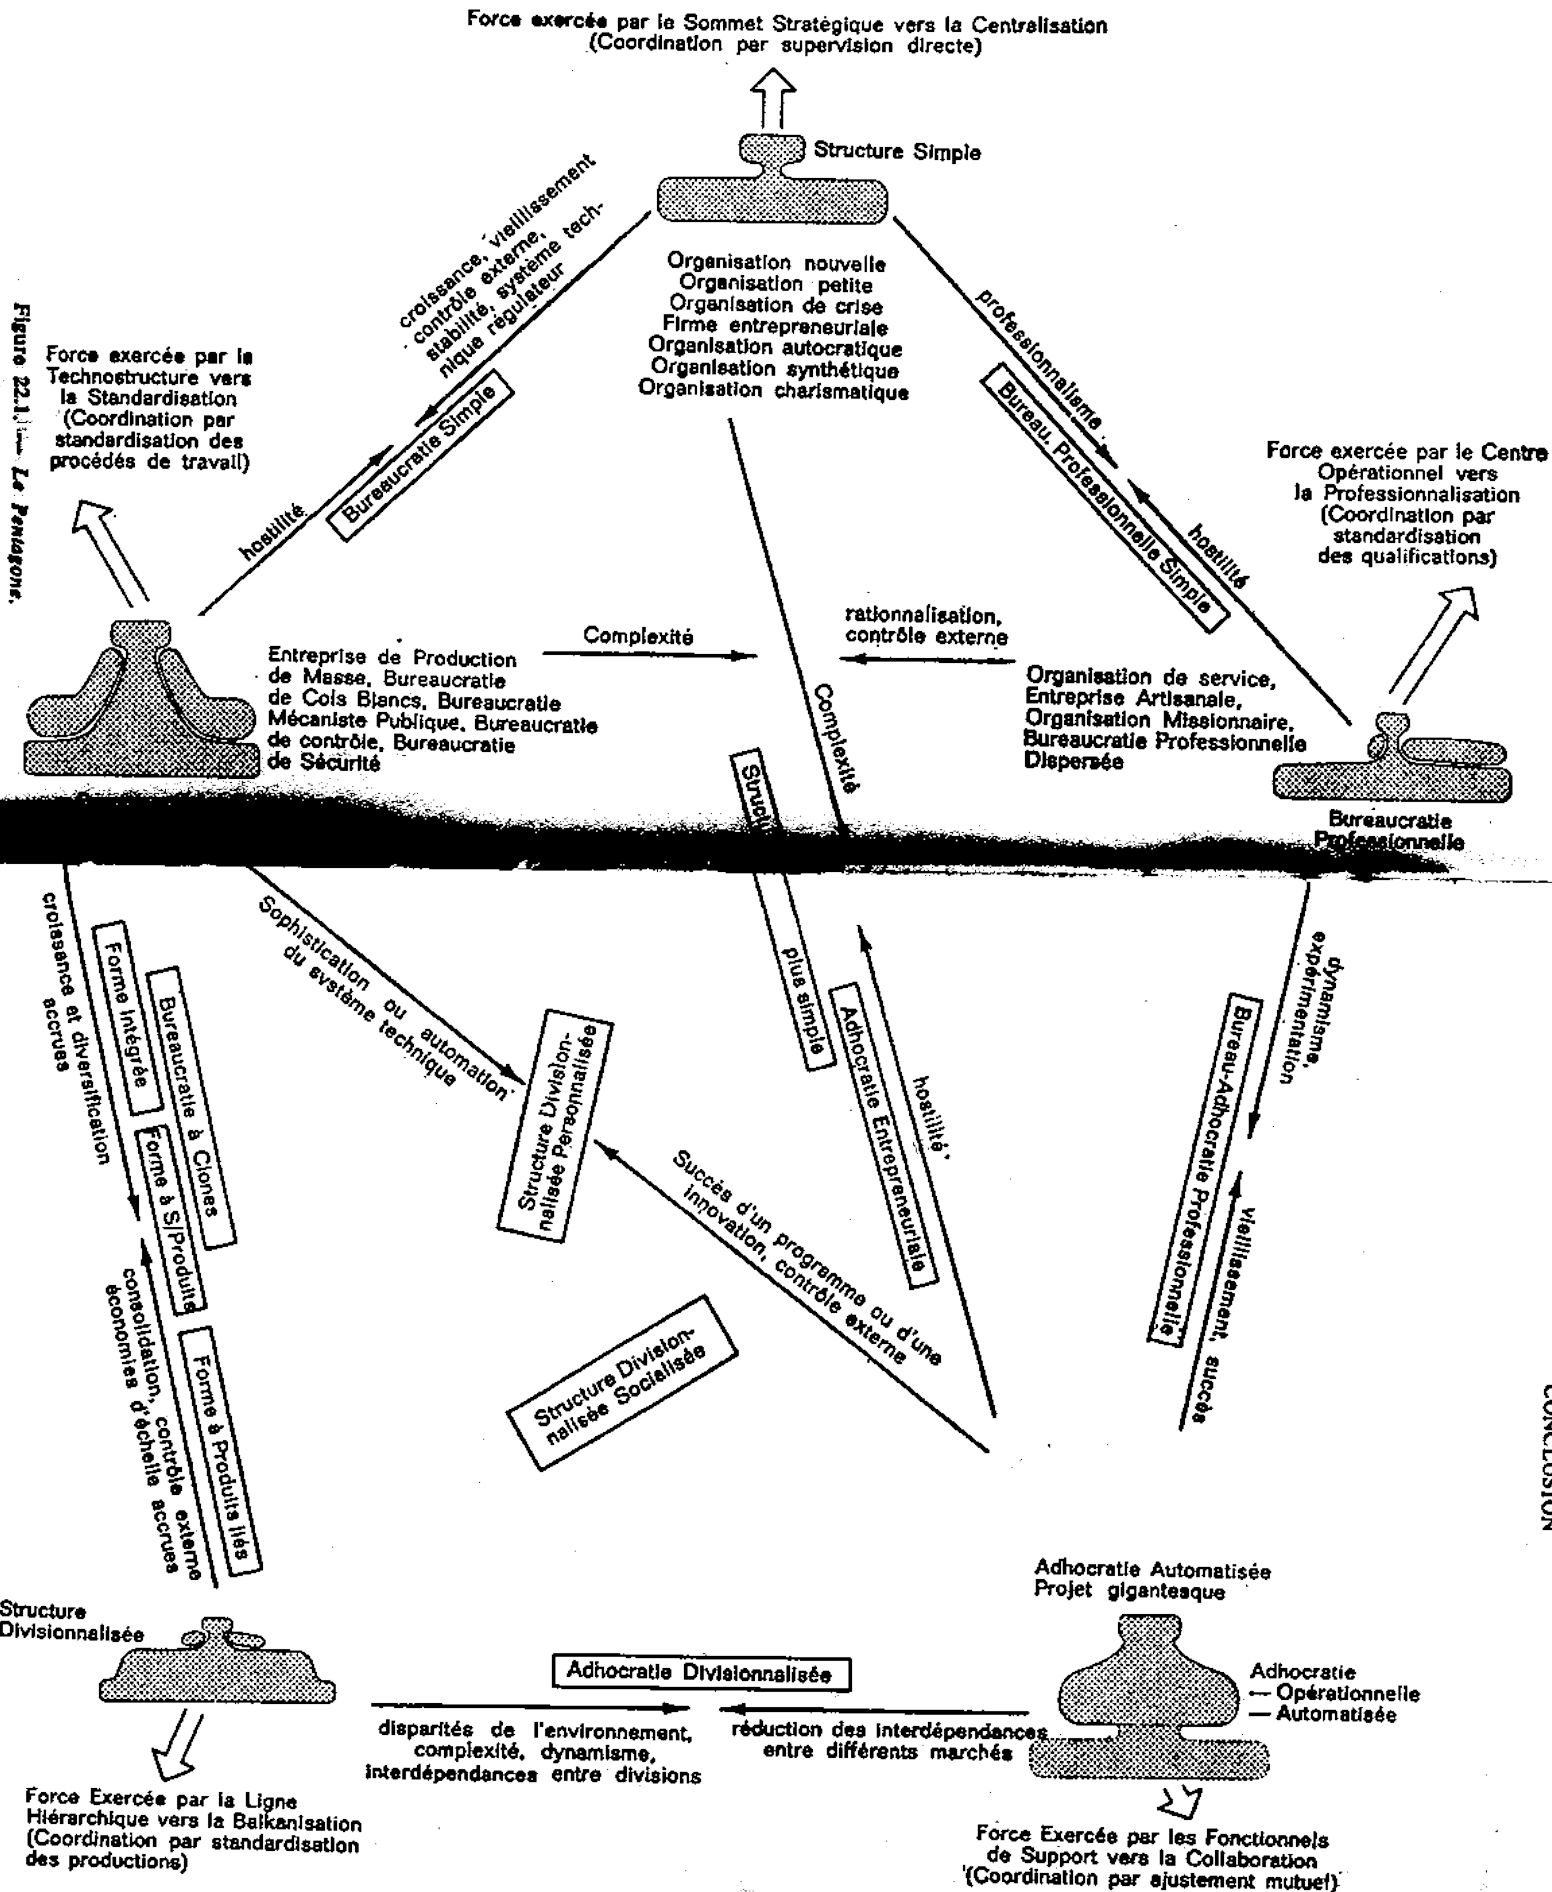 Force exercée par le Sommet Stratégique vers la Centralisation
(Coordination par supervision directe)
Structure Simple
croissance, vieillissement
contrôle externe,
stabilité, système tech-
nique régulateur
Organisation nouvelle
Organisation petite
Organisation de crise
Firme entrepreneuriale
Organisation autocratique
Organisation synthétique
Organisation charismatique
professionnalisme
Figure 22.1. — Le Pentagone.
Force exercée par la
Technostructure vers
la Standardisation
(Coordination par
standardisation des
procédés de travail)
Bureaucratie Simple
hostilité
Bureau. Professionnelle Simple
hostilité
Force exercée par le Centre
Opérationnel vers
la Professionnalisation
(Coordination par
standardisation
des qualifications)
Entreprise de Production
de Masse, Bureaucratie
de Cols Blancs, Bureaucratie
Mécaniste Publique, Bureaucratie
de contrôle, Bureaucratie
de Sécurité
Complexité
rationnalisation,
contrôle externe
Complexité
Organisation de service,
Entreprise Artisanale,
Organisation Missionnaire,
Bureaucratie Professionnelle
Dispersée
Bureaucratie
Professionnelle
plus simple
croissance et diversification
accrues
Forme Intégrée
Bureaucratie à Clones
Forme à S/Produits
Forme à Produits liés
consolidation, contrôle externe
économies d'échelle accrues
Sophistication ou automation
du système technique
Structure Division-
nalisée Personnalisée
Adhocratie Entrepreneuriale
hostilité
Succès d'un programme ou d'une
innovation, contrôle externe
Structure Division-
nalisée Socialisée
dynamisme,
expérimentation
Bureau-Adhocratie Professionnelle
vieillissement, succès
CONCLUSION
Structure
Divisionnalisée
Adhocratie Automatisée
Projet gigantesque
Adhocratie Divisionnalisée
Adhocratie
— Opérationnelle
— Automatisée
disparités de l'environnement,
complexité, dynamisme,
interdépendances entre divisions
réduction des interdépendances
entre différents marchés
Force Exercée par la Ligne
Hiérarchique vers la Balkanisation
(Coordination par standardisation
des productions)
Force Exercée par les Fonctionnels
de Support vers la Collaboration
(Coordination par ajustement mutuel)